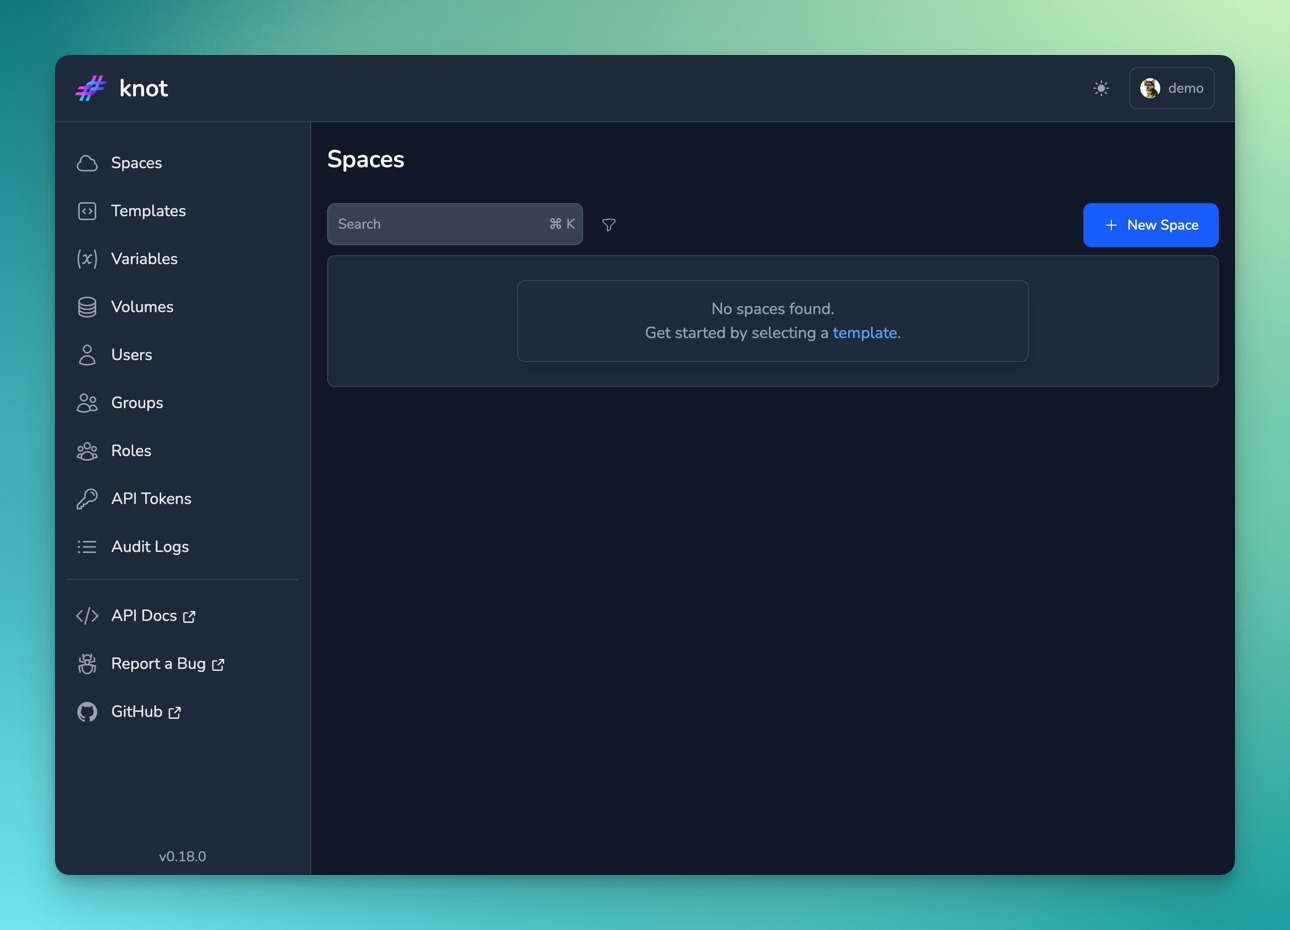 knot
demo
Spaces
Templates
Variables
Volumes
Users
Groups
Roles
API Tokens
Audit Logs
API Docs
Report a Bug
GitHub
v0.18.0
Spaces
Search ⌘ K
+ New Space
No spaces found.
Get started by selecting a template.